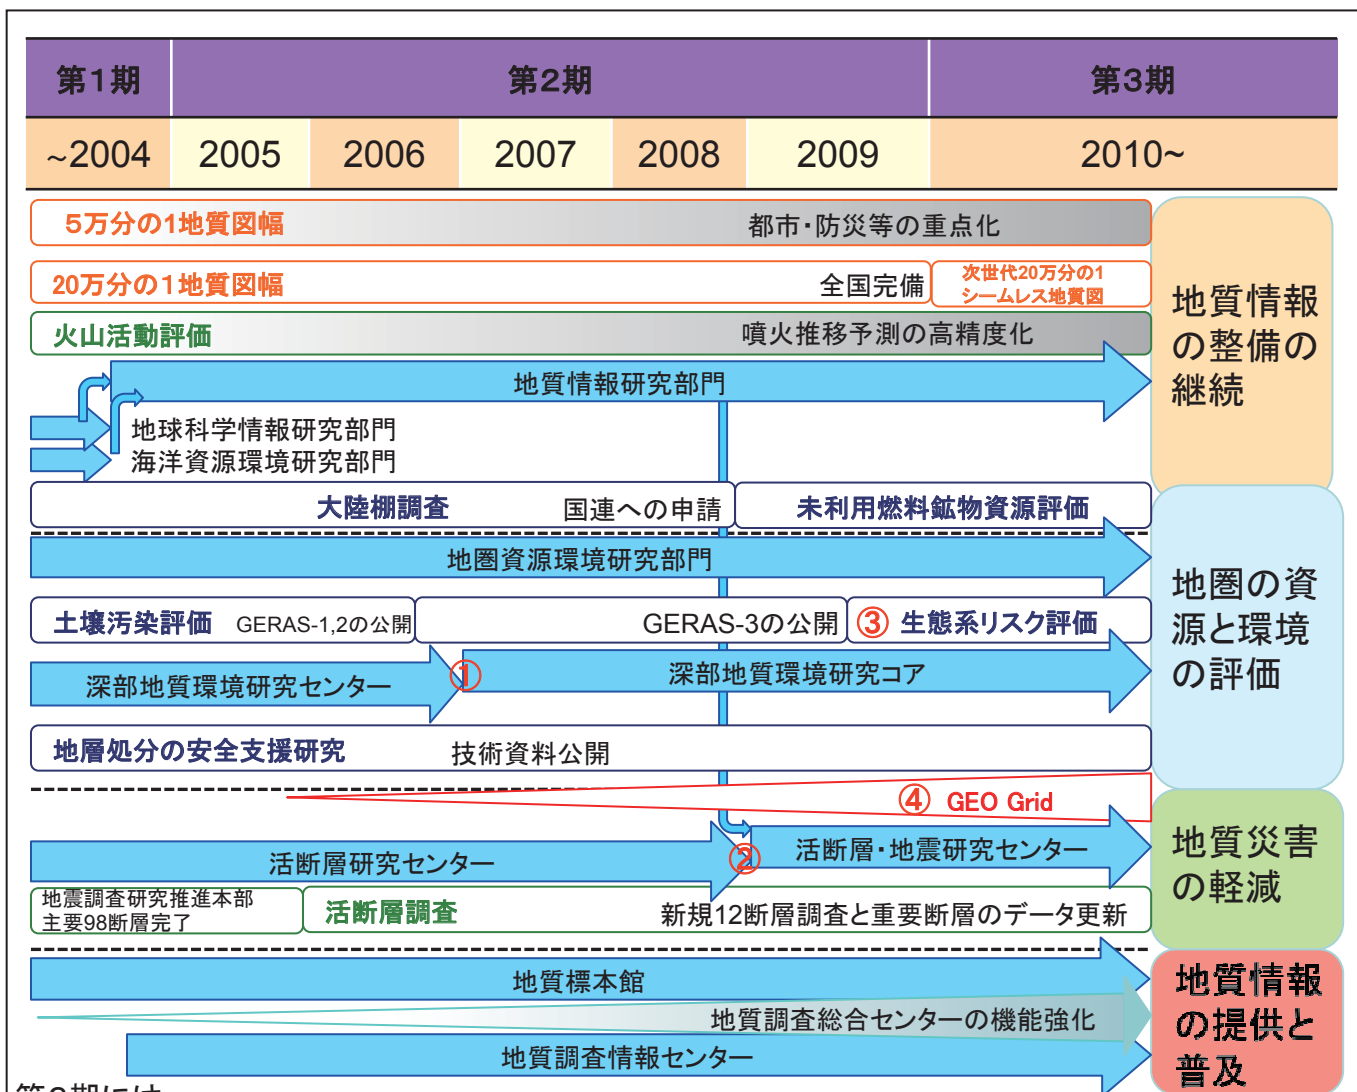 第1期
第2期
第3期
~2004
2005
2006
2007
2008
2009
2010~
5万分の1地質図幅
都市・防災等の重点化
20万分の1地質図幅
全国完備
次世代20万分の1
シームレス地質図
火山活動評価
噴火推移予測の高精度化
地質情報研究部門
地球科学情報研究部門
海洋資源環境研究部門
地質情報
の整備の
継続
大陸棚調査
国連への申請
未利用燃料鉱物資源評価
地圏資源環境研究部門
土壌汚染評価
GERAS-1,2の公開
GERAS-3の公開
③ 生態系リスク評価
深部地質環境研究センター
①
深部地質環境研究コア
地層処分の安全支援研究
技術資料公開
地圏の資
源と環境
の評価
④ GEO Grid
活断層研究センター
②
活断層・地震研究センター
地震調査研究推進本部
主要98断層完了
活断層調査
新規12断層調査と重要断層のデータ更新
地質災害
の軽減
地質標本館
地質調査総合センターの機能強化
地質調査情報センター
地質情報
の提供と
普及